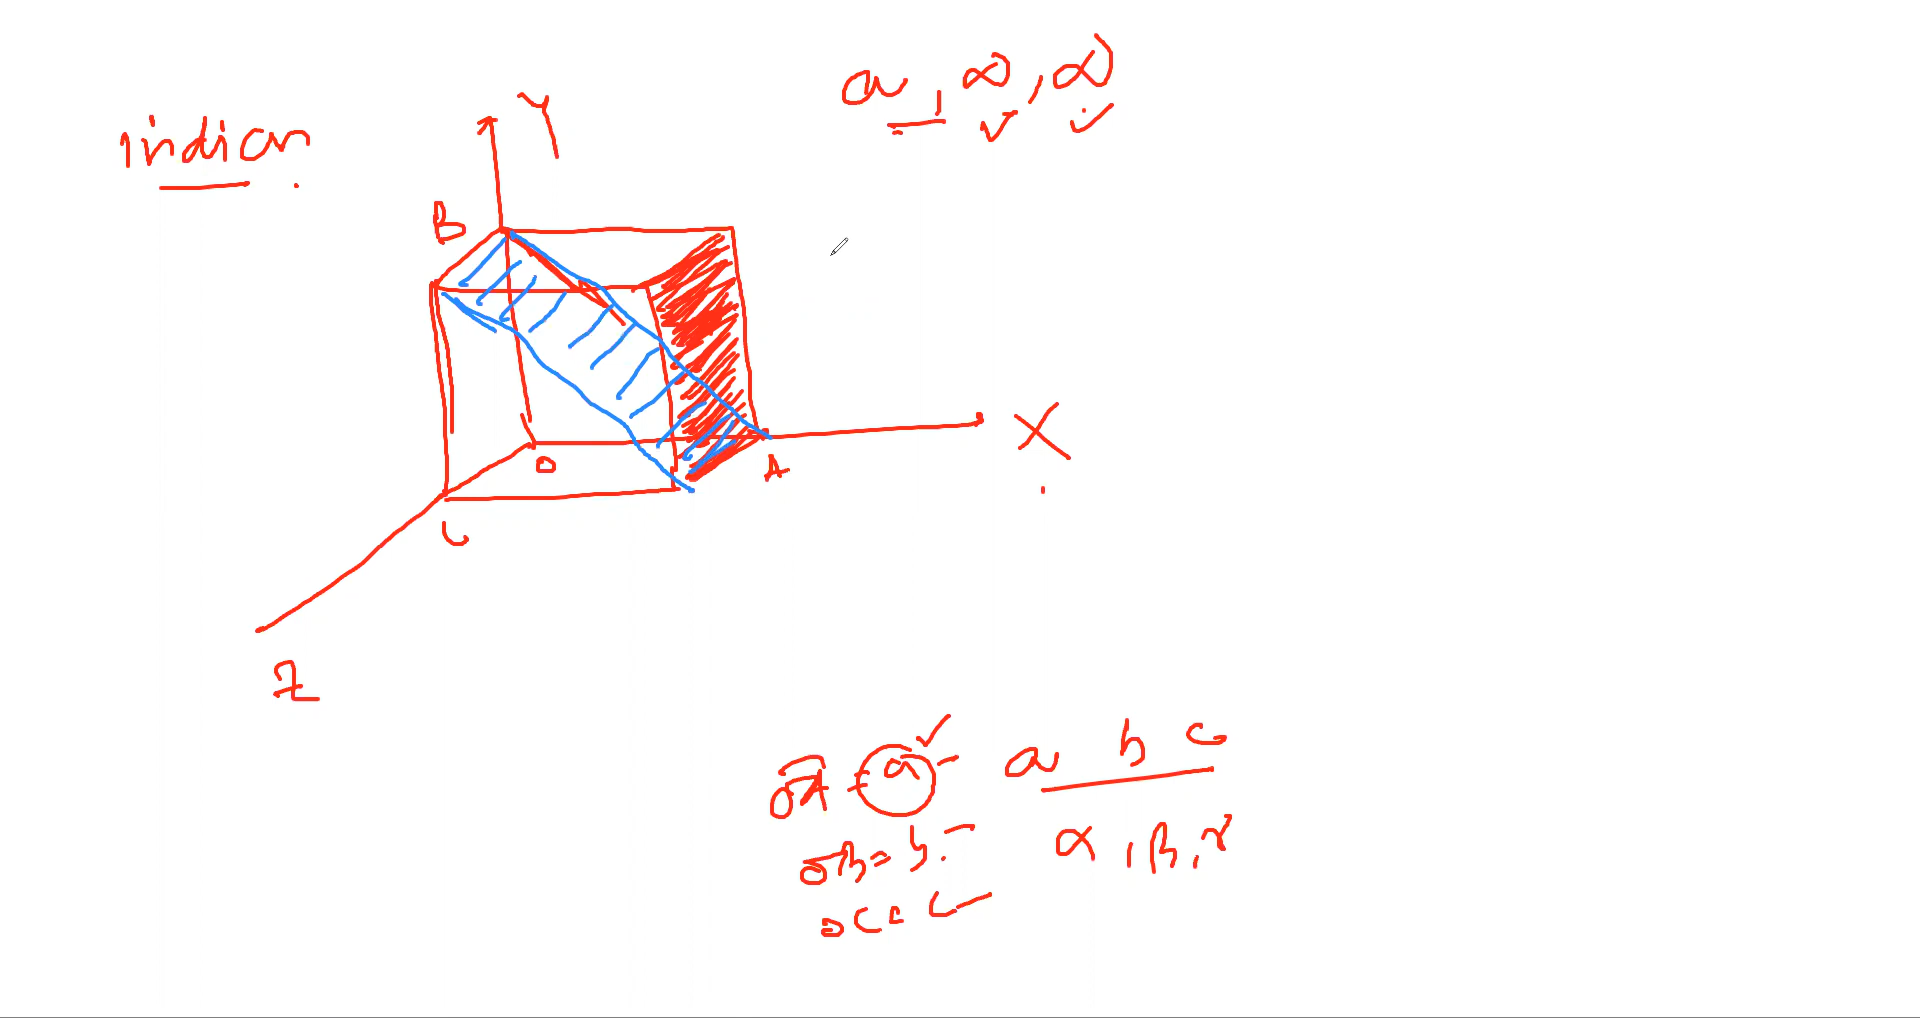 a, ∞, ∞
indian
Y
B
X
O
A
C
Z
OA = a
a b c
OB = b
α, β, γ
OC = c